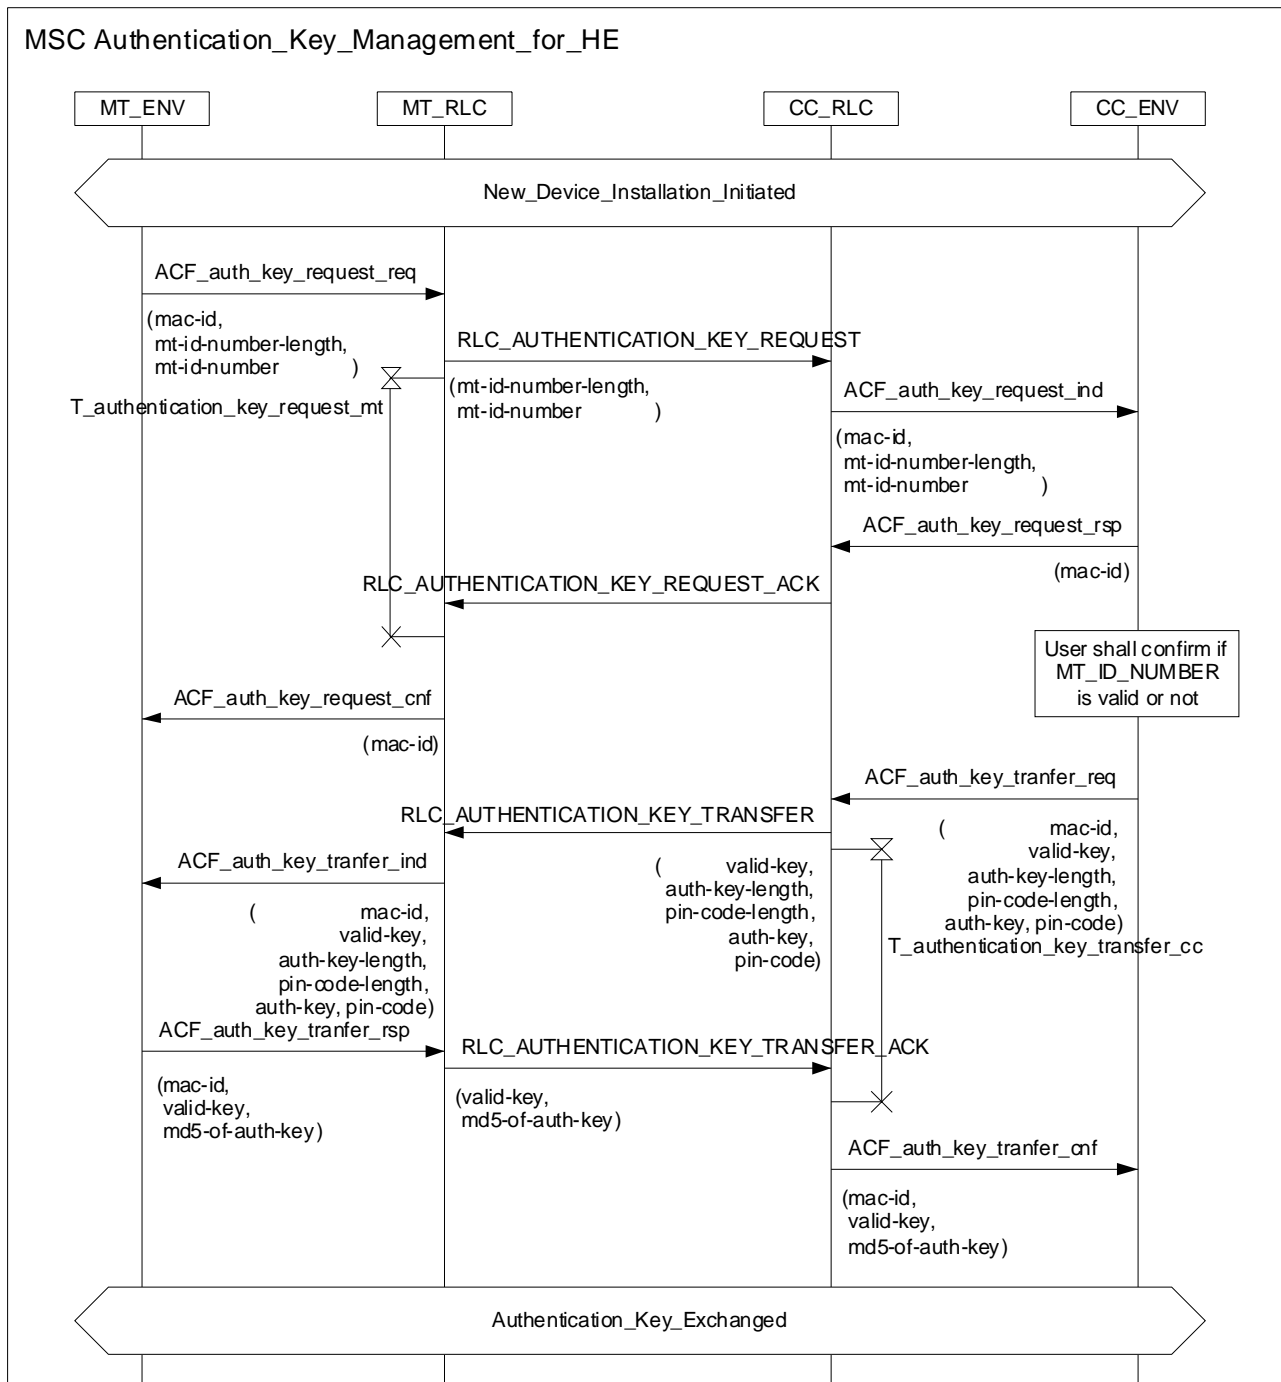 MSC Authentication_Key_Management_for_HE
MT_ENV
MT_RLC
CC_RLC
CC_ENV
New_Device_Installation_Initiated
ACF_auth_key_request_req
(mac-id,
mt-id-number-length,
mt-id-number )
RLC_AUTHENTICATION_KEY_REQUEST
(mt-id-number-length,
mt-id-number )
T_authentication_key_request_mt
ACF_auth_key_request_ind
(mac-id,
mt-id-number-length,
mt-id-number )
ACF_auth_key_request_rsp
(mac-id)
RLC_AUTHENTICATION_KEY_REQUEST_ACK
User shall confirm if
MT_ID_NUMBER
is valid or not
ACF_auth_key_request_cnf
(mac-id)
ACF_auth_key_tranfer_req
( mac-id,
valid-key,
auth-key-length,
pin-code-length,
auth-key, pin-code)
RLC_AUTHENTICATION_KEY_TRANSFER
( valid-key,
auth-key-length,
pin-code-length,
auth-key,
pin-code)
T_authentication_key_transfer_cc
ACF_auth_key_tranfer_ind
( mac-id,
valid-key,
auth-key-length,
pin-code-length,
auth-key, pin-code)
ACF_auth_key_tranfer_rsp
(mac-id,
valid-key,
md5-of-auth-key)
RLC_AUTHENTICATION_KEY_TRANSFER_ACK
(valid-key,
md5-of-auth-key)
ACF_auth_key_tranfer_cnf
(mac-id,
valid-key,
md5-of-auth-key)
Authentication_Key_Exchanged